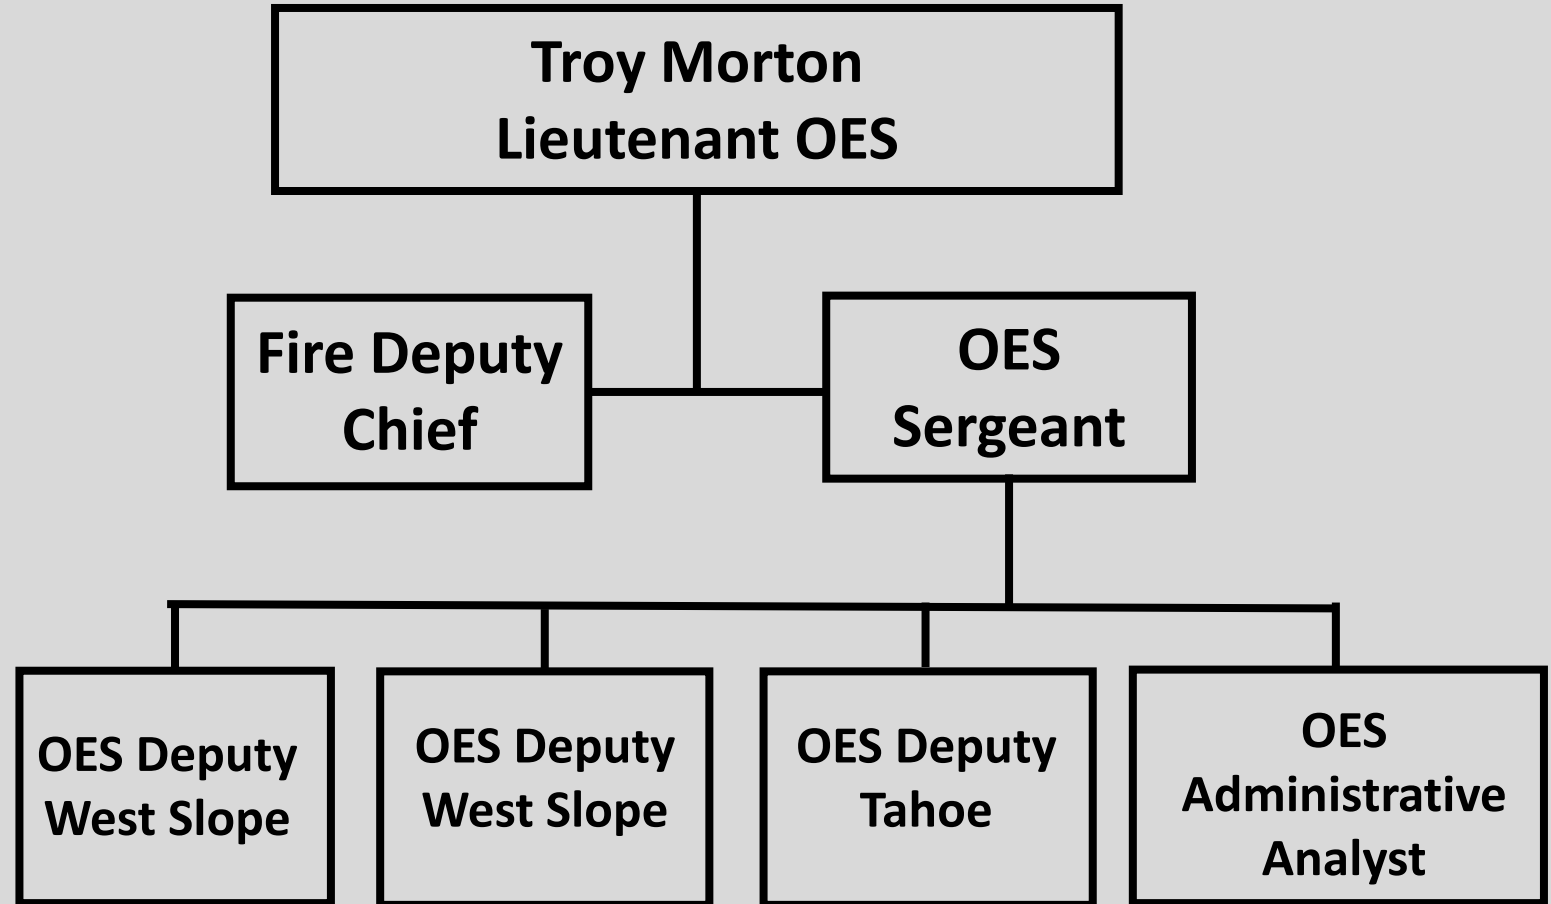 Troy Morton
Lieutenant OES
Fire Deputy
Chief
OES
Sergeant
OES Deputy
West Slope
OES Deputy
West Slope
OES Deputy
Tahoe
OES
Administrative
Analyst